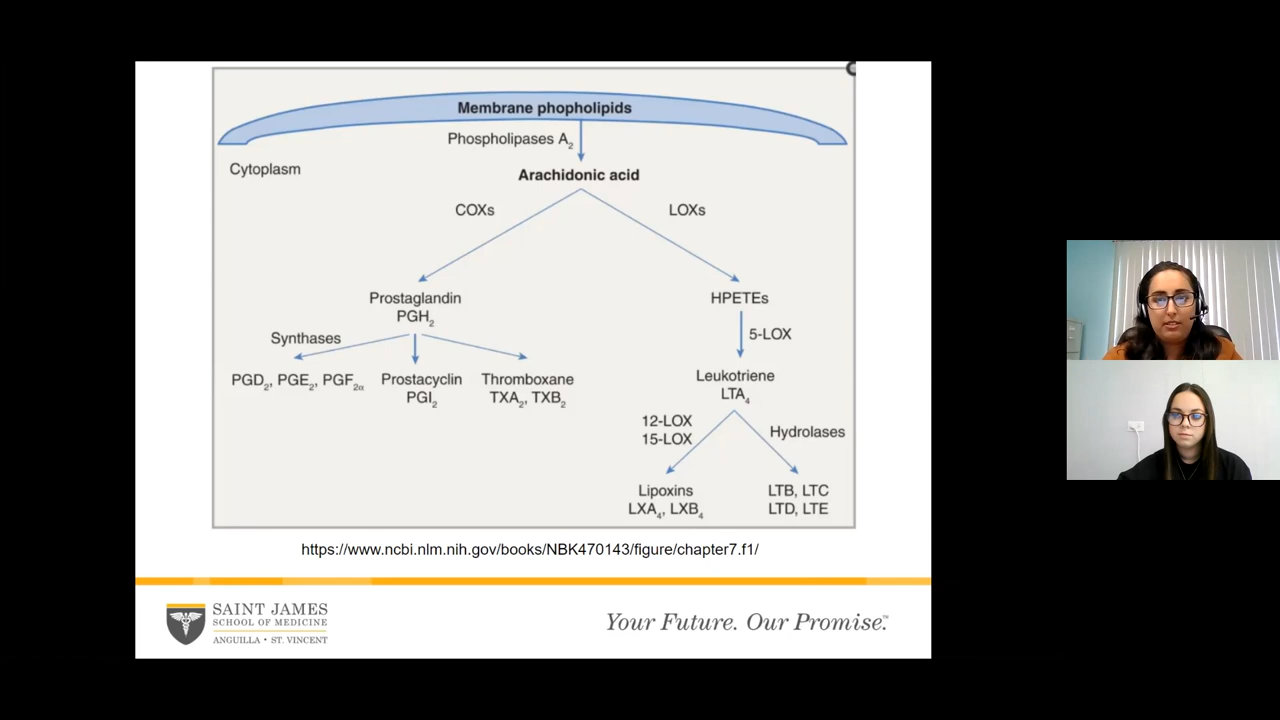 Membrane phopholipids
Phospholipases A₂
Cytoplasm
Arachidonic acid
COXs
LOXs
Prostaglandin
PGH₂
HPETEs
Synthases
5-LOX
PGD₂, PGE₂, PGF₂α
Prostacyclin
PGI₂
Thromboxane
TXA₂, TXB₂
Leukotriene
LTA₄
12-LOX
15-LOX
Hydrolases
Lipoxins
LXA₄, LXB₄
LTB, LTC
LTD, LTE
https://www.ncbi.nlm.nih.gov/books/NBK470143/figure/chapter7.f1/
SAINT JAMES
SCHOOL OF MEDICINE
ANGUILLA • ST. VINCENT
Your Future. Our Promise.™